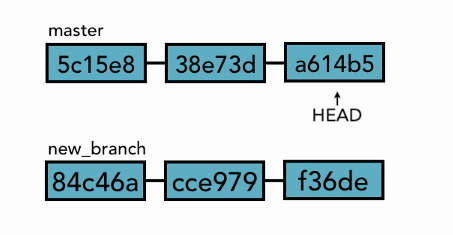 master
5c15e8 38e73d a614b5
HEAD
new_branch
84c46a cce979 f36de